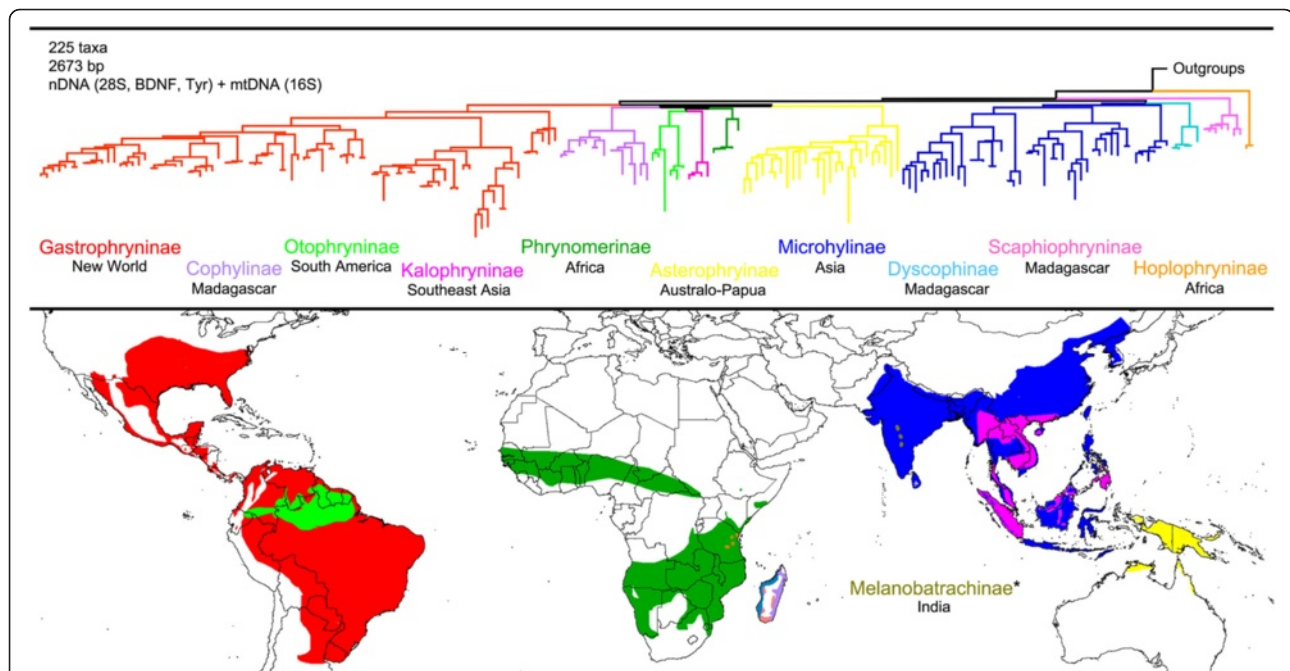 225 taxa
2673 bp
nDNA (28S, BDNF, Tyr) + mtDNA (16S)
Outgroups
Gastrophryninae
New World
Cophylinae
Madagascar
Otophryninae
South America
Kalophryninae
Southeast Asia
Phrynomerinae
Africa
Asterophryinae
Australo-Papua
Microhylinae
Asia
Dyscophinae
Madagascar
Scaphiophryninae
Madagascar
Hoplophryninae
Africa
Melanobatrachinae*
India